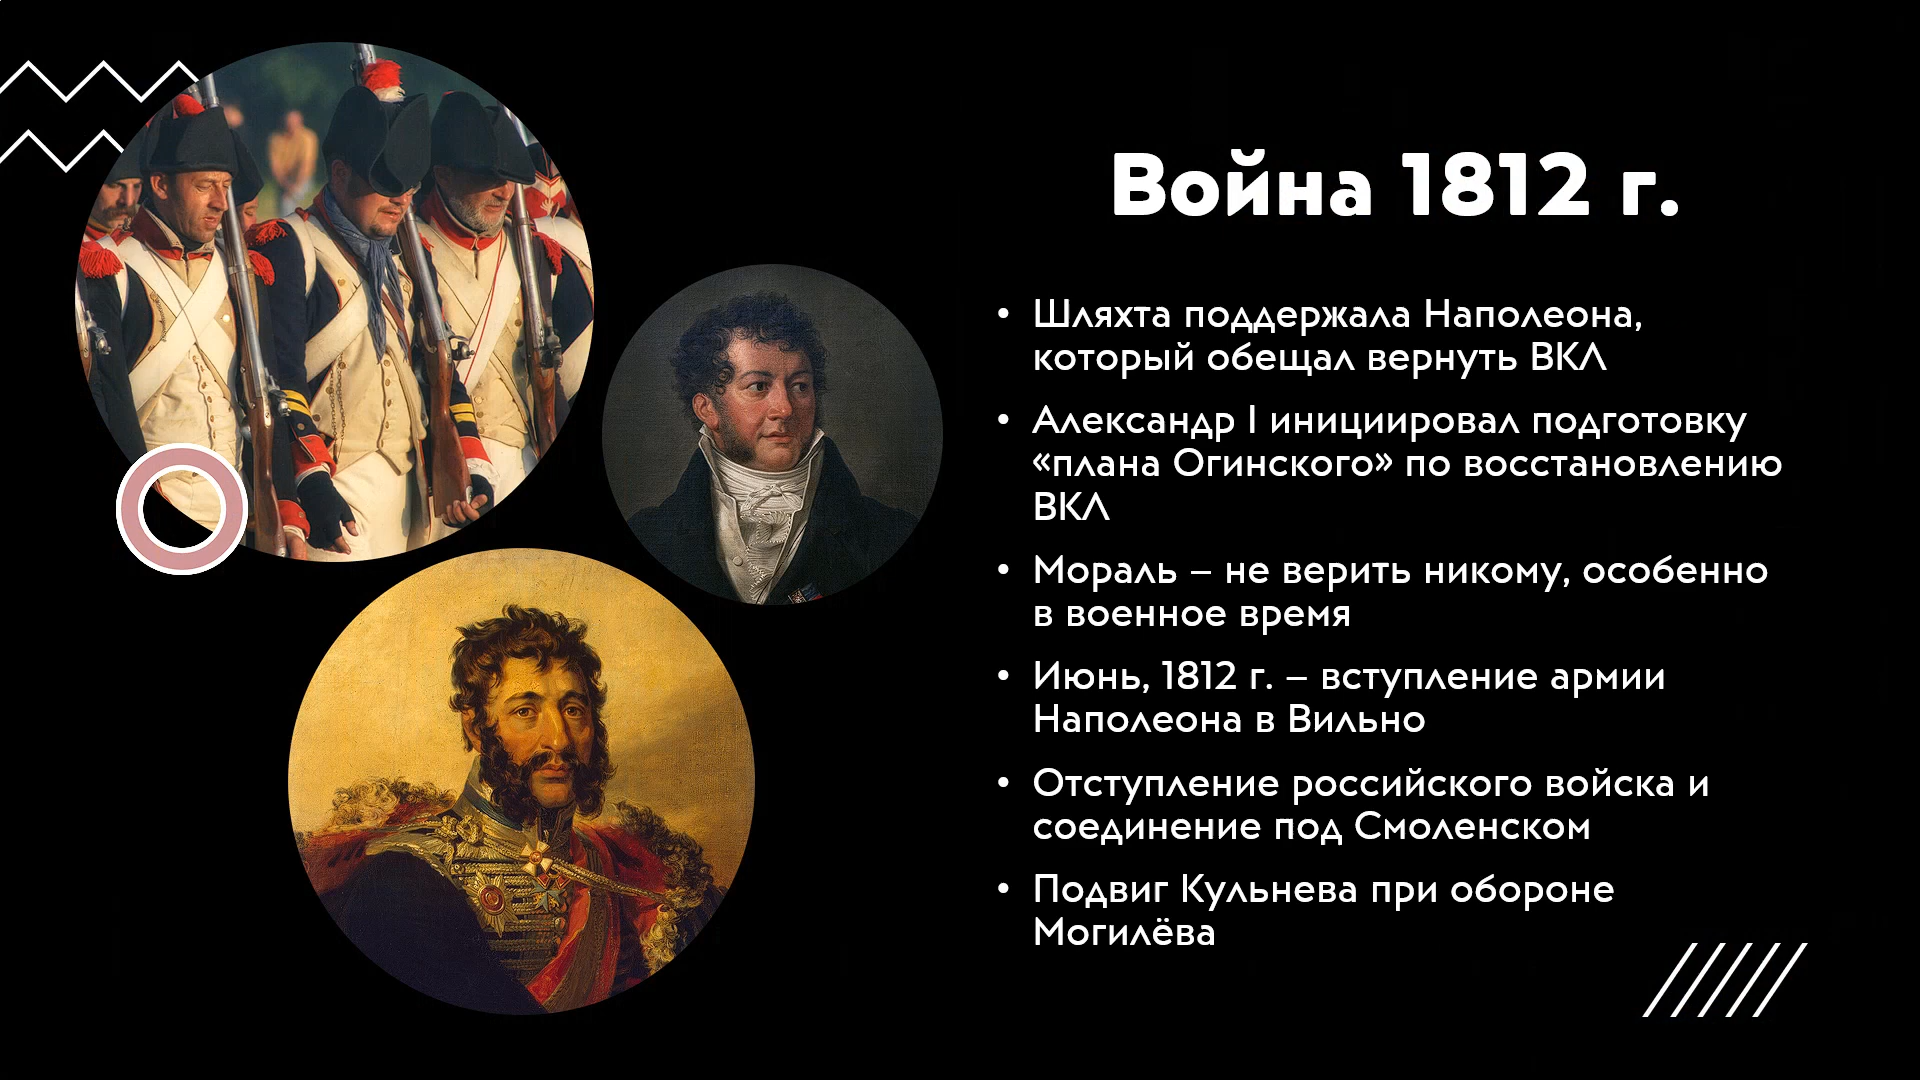 Война 1812 г.
• Шляхта поддержала Наполеона,
который обещал вернуть ВКЛ
• Александр I инициировал подготовку
«плана Огинского» по восстановлению
ВКЛ
• Мораль – не верить никому, особенно
в военное время
• Июнь, 1812 г. – вступление армии
Наполеона в Вильно
• Отступление российского войска и
соединение под Смоленском
• Подвиг Кульнева при обороне
Могилёва